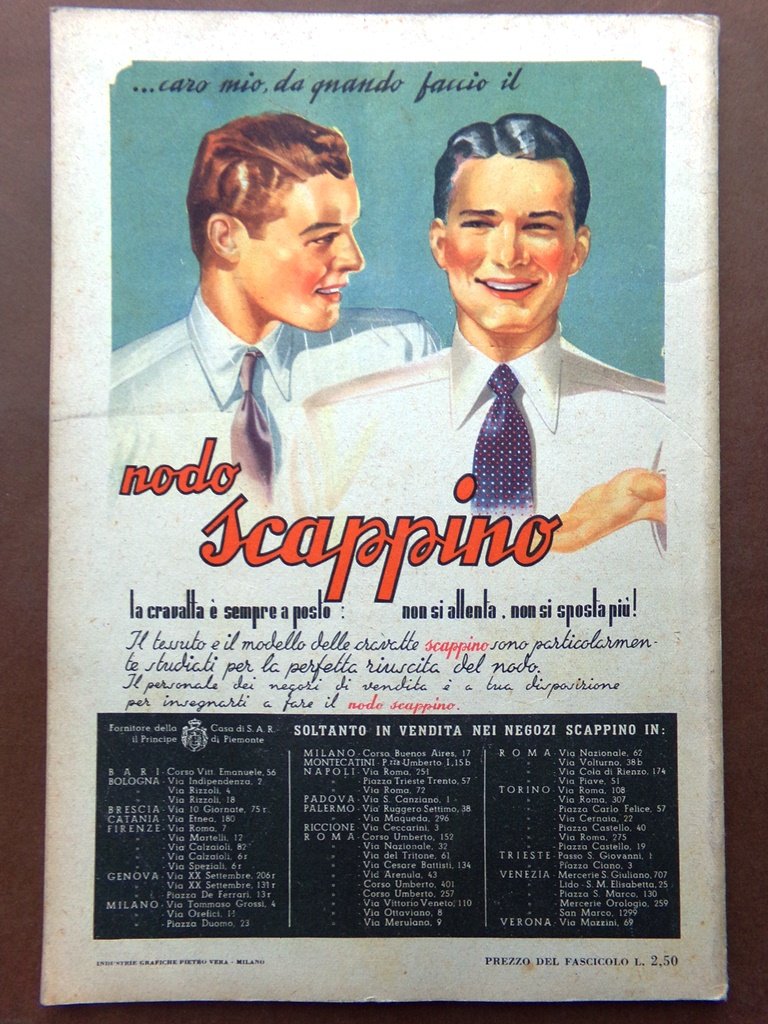 ...caro mio, da quando faccio il
nodo
scappino
la cravatta è sempre a posto : non si allenta . non si sposta più!
Il tessuto e il modello delle cravatte scappino sono particolarmen-
te studiati per la perfetta riuscita del nodo.
Il personale dei negozi di vendita è a tua disposizione
per insegnarti a fare il nodo scappino.
Fornitore della Casa di S.A.R.
il Principe di Piemonte
SOLTANTO IN VENDITA NEI NEGOZI SCAPPINO IN:
BARI - Corso Vitt. Emanuele, 56
BOLOGNA - Via Indipendenza, 2
" - Via Rizzoli, 4
" - Via Rizzoli, 18
BRESCIA - Via 10 Giornate, 75 r.
CATANIA - Via Etnea, 180
FIRENZE - Via Roma, 7
" - Via Martelli, 12
" - Via Calzaioli, 82
" - Via Calzaioli, 6 r
" - Via Speziali, 6 r
GENOVA - Via XX Settembre, 206 r
" - Via XX Settembre, 131 r
" - Piazza De Ferrari, 13 r
MILANO - Via Tommaso Grossi, 4
" - Via Orefici,
" - Piazza Duomo, 23
MILANO - Corso Buenos Aires, 17
MONTECATINI - P.zza Umberto I, 15 b
NAPOLI - Via Roma, 251
" - Piazza Trieste Trento, 57
" - Via Roma, 72
PADOVA - Via S. Canziano, 1
PALERMO - Via Ruggero Settimo, 38
" - Via Maqueda, 296
RICCIONE - Via Ceccarini, 3
ROMA - Corso Umberto, 152
" - Via Nazionale, 32
" - Via del Tritone, 61
" - Via Cesare Battisti, 134
" - Via Arenula, 43
" - Corso Umberto, 401
" - Corso Umberto, 257
" - Via Vittorio Veneto, 110
" - Via Ottaviano, 8
" - Via Merulana, 9
ROMA - Via Nazionale, 62
" - Via Volturno, 38 b
" - Via Cola di Rienzo, 174
" - Via Piave, 51
TORINO - Via Roma, 108
" - Via Roma, 307
" - Piazza Carlo Felice, 57
" - Via Cernaia, 22
" - Piazza Castello, 40
" - Via Roma, 275
" - Piazza Castello, 19
TRIESTE - Passo S. Giovanni, 1
" - Piazza Ciano, 3
VENEZIA - Mercerie S. Giuliano, 707
" - Lido - S. M. Elisabetta, 25
" - Piazza S. Marco, 130
" - Mercerie Orologio, 259
" - San Marco, 1299
VERONA - Via Mazzini, 69
INDUSTRIE GRAFICHE PIETRO VERA - MILANO
PREZZO DEL FASCICOLO L. 2,50